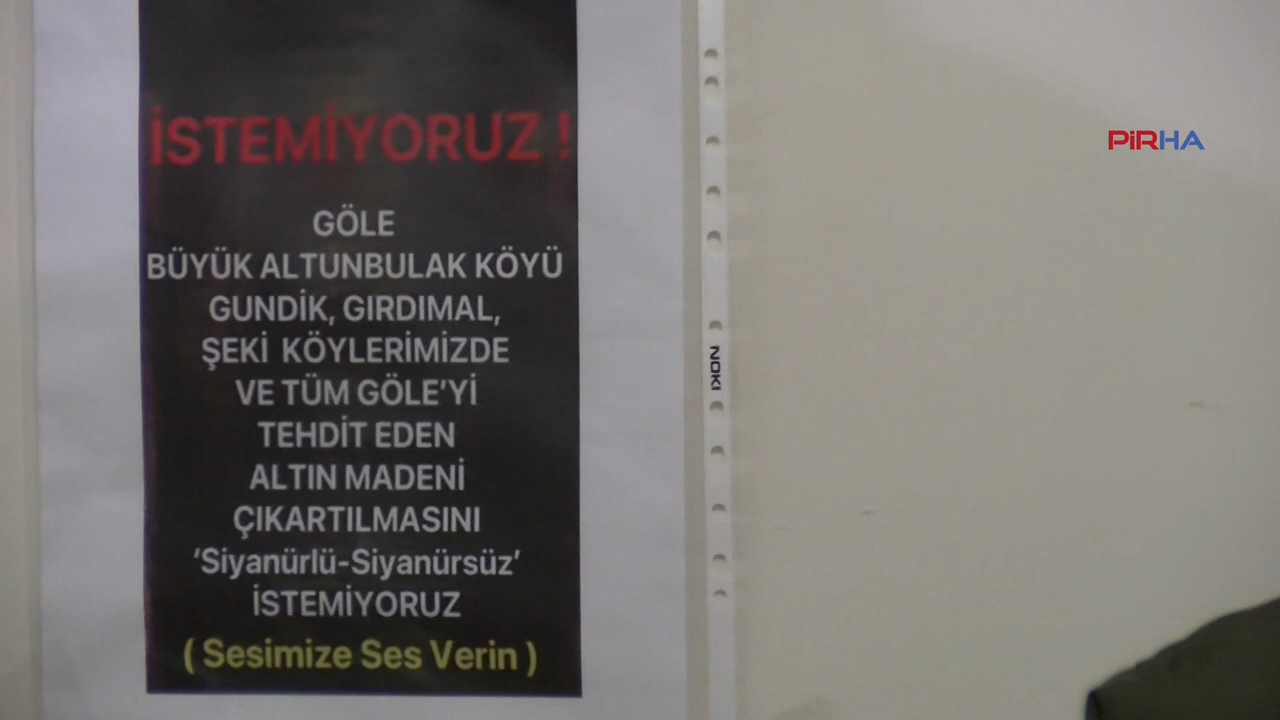 İSTEMİYORUZ !
GÖLE
BÜYÜK ALTUNBULAK KÖYÜ
GUNDİK, GIRDIMAL,
ŞEKİ KÖYLERİMİZDE
VE TÜM GÖLE'Yİ
TEHDİT EDEN
ALTIN MADENİ
ÇIKARTILMASINI
'Siyanürlü-Siyanürsüz'
İSTEMİYORUZ
( Sesimize Ses Verin )
NOKI
PİRHA